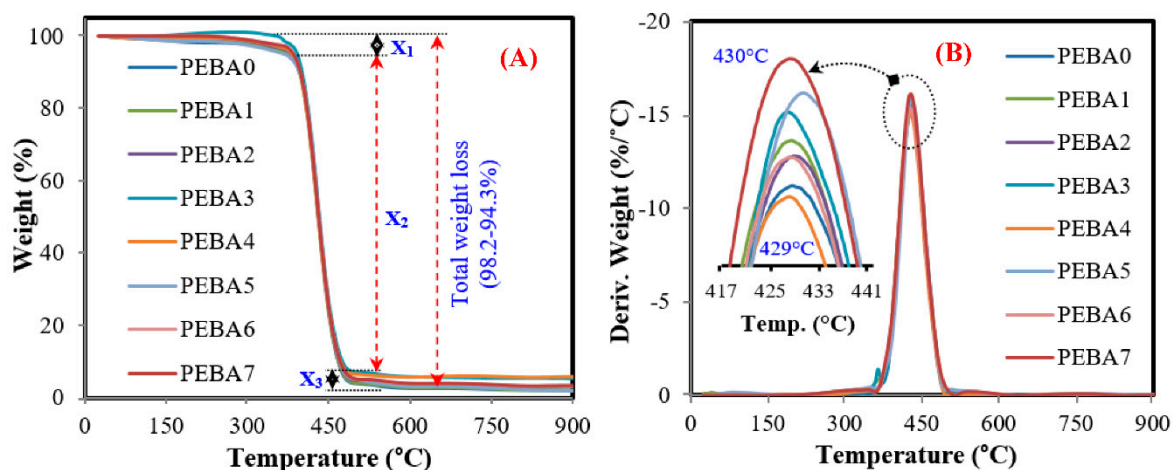 (A)
Weight (%)
100
80
60
40
20
0
PEBA0
PEBA1
PEBA2
PEBA3
PEBA4
PEBA5
PEBA6
PEBA7
X1
X2
X3
Total weight loss
(98.2-94.3%)
0 150 300 450 600 750 900
Temperature (°C)
(B)
Deriv. Weight (%/°C)
-20
-15
-10
-5
0
430°C
429°C
417 425 433 441
Temp. (°C)
PEBA0
PEBA1
PEBA2
PEBA3
PEBA4
PEBA5
PEBA6
PEBA7
0 150 300 450 600 750 900
Temperature (°C)